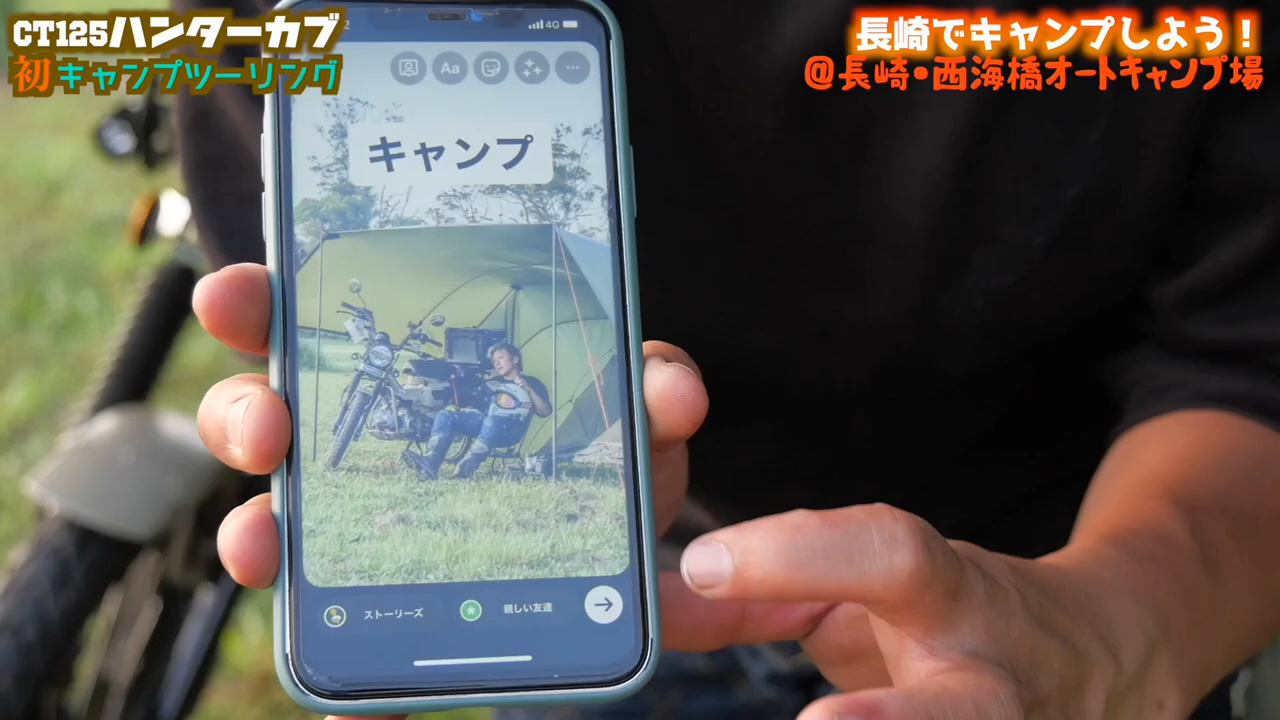 CT125ハンターカブ
初キャンプツーリング
長崎でキャンプしよう！
@長崎・西海橋オートキャンプ場
4G
Aa
キャンプ
ストーリーズ
親しい友達